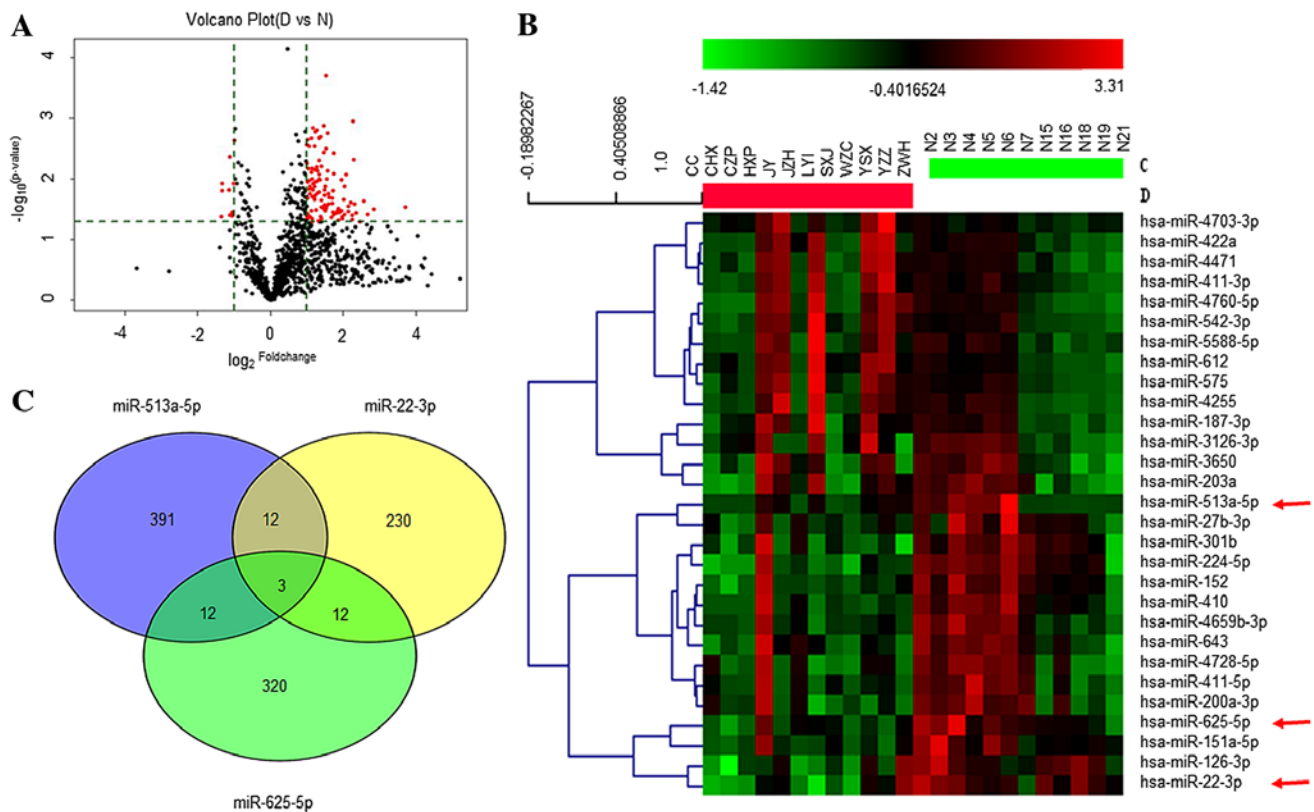 A
Volcano Plot(D vs N)
-log10(p-value)
4
3
2
1
0
-4
-2
0
2
4
log2 Foldchange
B
-1.42
-0.4016524
3.31
-0.18982267
0.40508866
1.0
CC
CHX
CZP
HXP
JY
JZH
LYI
SXJ
WZC
YSX
YZZ
ZWH
N2
N3
N4
N5
N6
N7
N15
N16
N18
N19
N21
C
D
hsa-miR-4703-3p
hsa-miR-422a
hsa-miR-4471
hsa-miR-411-3p
hsa-miR-4760-5p
hsa-miR-542-3p
hsa-miR-5588-5p
hsa-miR-612
hsa-miR-575
hsa-miR-4255
hsa-miR-187-3p
hsa-miR-3126-3p
hsa-miR-3650
hsa-miR-203a
hsa-miR-513a-5p
hsa-miR-27b-3p
hsa-miR-301b
hsa-miR-224-5p
hsa-miR-152
hsa-miR-410
hsa-miR-4659b-3p
hsa-miR-643
hsa-miR-4728-5p
hsa-miR-411-5p
hsa-miR-200a-3p
hsa-miR-625-5p
hsa-miR-151a-5p
hsa-miR-126-3p
hsa-miR-22-3p
C
miR-513a-5p
miR-22-3p
391
12
230
3
12
12
320
miR-625-5p